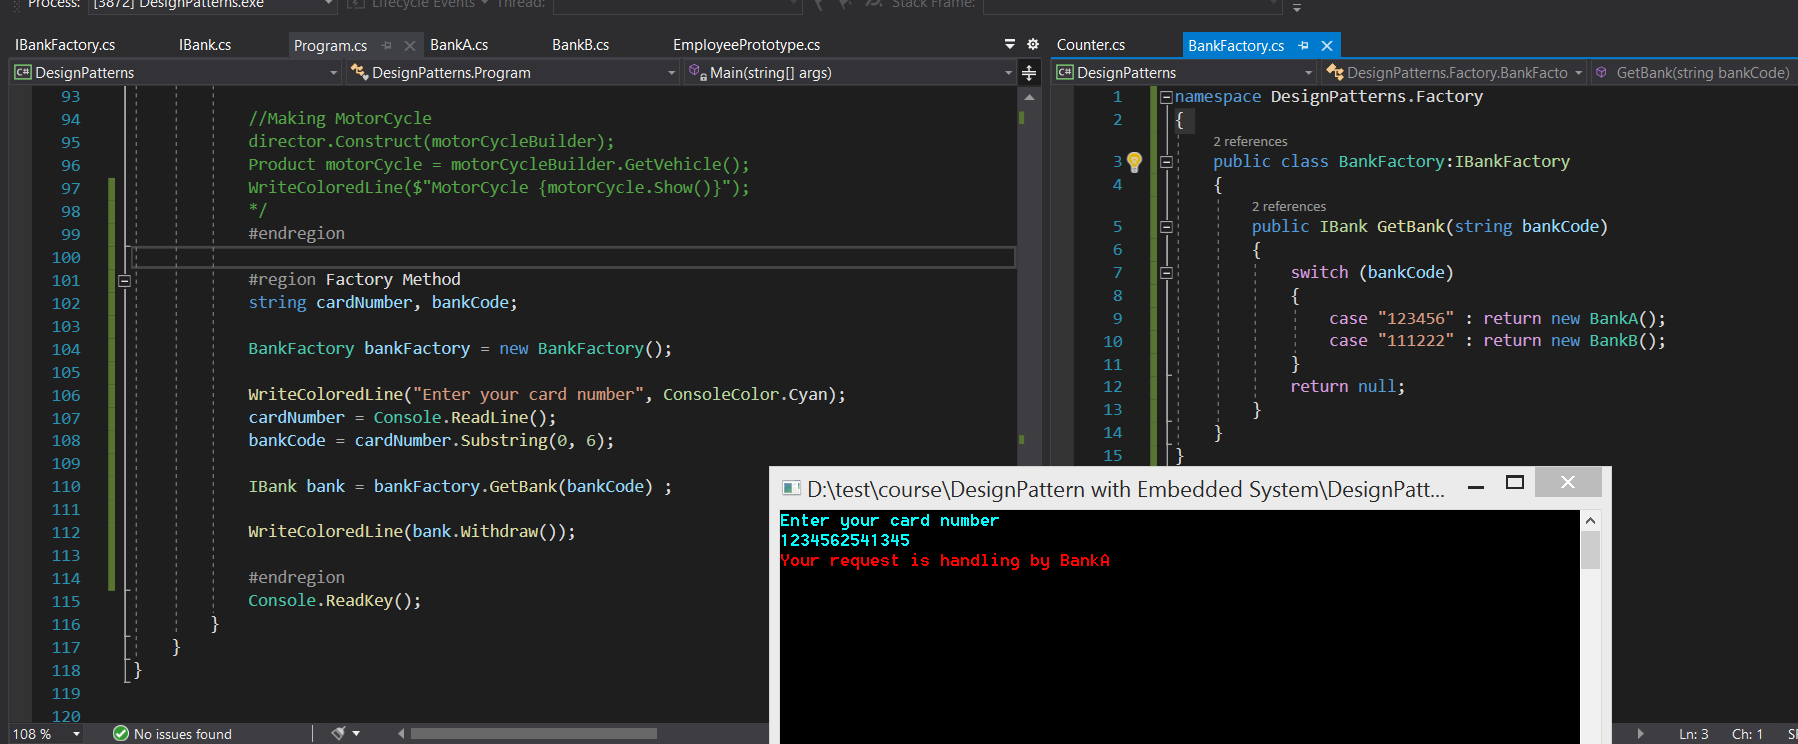 Process: [3872] DesignPatterns.exe Lifecycle Events Thread: Stack Frame:
IBankFactory.cs IBank.cs Program.cs BankA.cs BankB.cs EmployeePrototype.cs
DesignPatterns DesignPatterns.Program Main(string[] args)
93
94 //Making MotorCycle
95 director.Construct(motorCycleBuilder);
96 Product motorCycle = motorCycleBuilder.GetVehicle();
97 WriteColoredLine($"MotorCycle {motorCycle.Show()}");
98 */
99 #endregion
100
101 #region Factory Method
102 string cardNumber, bankCode;
103
104 BankFactory bankFactory = new BankFactory();
105
106 WriteColoredLine("Enter your card number", ConsoleColor.Cyan);
107 cardNumber = Console.ReadLine();
108 bankCode = cardNumber.Substring(0, 6);
109
110 IBank bank = bankFactory.GetBank(bankCode) ;
111
112 WriteColoredLine(bank.Withdraw());
113
114 #endregion
115 Console.ReadKey();
116 }
117 }
118 }
119
120
108 % No issues found
Counter.cs BankFactory.cs
DesignPatterns DesignPatterns.Factory.BankFacto GetBank(string bankCode)
1 namespace DesignPatterns.Factory
2 {
2 references
3 public class BankFactory:IBankFactory
4 {
2 references
5 public IBank GetBank(string bankCode)
6 {
7 switch (bankCode)
8 {
9 case "123456" : return new BankA();
10 case "111222" : return new BankB();
11 }
12 return null;
13 }
14 }
15 }
D:\test\course\DesignPattern with Embedded System\DesignPatt...
Enter your card number
1234562541345
Your request is handling by BankA
Ln: 3 Ch: 1